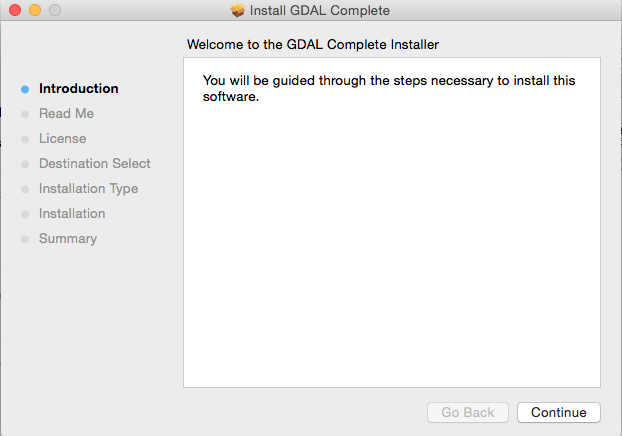 Install GDAL Complete
Welcome to the GDAL Complete Installer
Introduction
Read Me
License
Destination Select
Installation Type
Installation
Summary
You will be guided through the steps necessary to install this
software.
Go Back
Continue